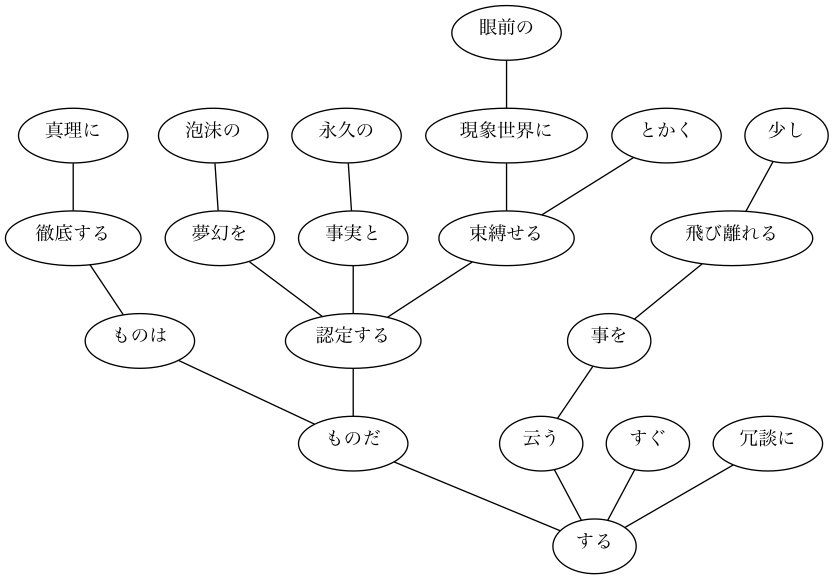 眼前の
真理に
泡沫の
永久の
現象世界に
とかく
少し
徹底する
夢幻を
事実と
束縛せる
飛び離れる
ものは
認定する
事を
ものだ
云う
すぐ
冗談に
する